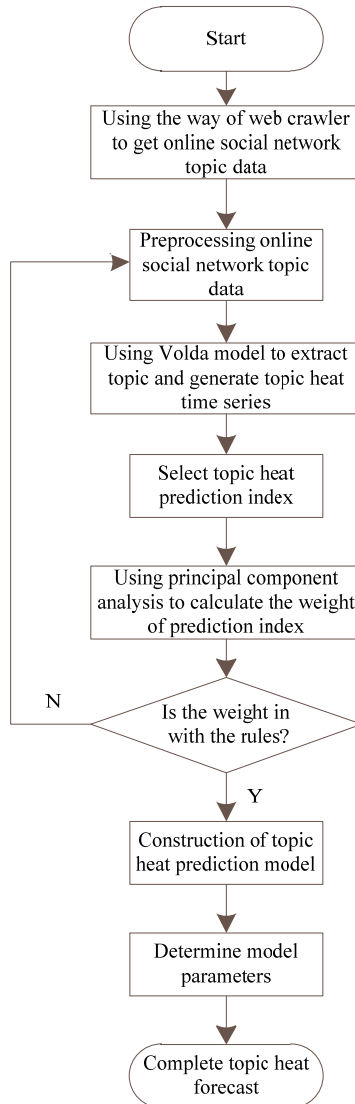 Start
Using the way of web crawler
to get online social network
topic data
Preprocessing online
social network topic
data
Using Volda model to extract
topic and generate topic heat
time series
Select topic heat
prediction index
Using principal component
analysis to calculate the weight
of prediction index
N
Is the weight in
with the rules?
Y
Construction of topic
heat prediction model
Determine model
parameters
Complete topic heat
forecast